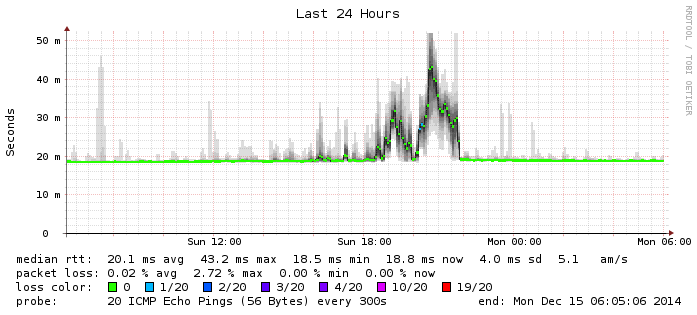 Last 24 Hours
RRDTOOL / TOBI OETIKER
Seconds
50 m
40 m
30 m
20 m
10 m
0
Sun 12:00 Sun 18:00 Mon 00:00 Mon 06:00
median rtt: 20.1 ms avg 43.2 ms max 18.5 ms min 18.8 ms now 4.0 ms sd 5.1 am/s
packet loss: 0.02 % avg 2.72 % max 0.00 % min 0.00 % now
loss color: 0 1/20 2/20 3/20 4/20 10/20 19/20
probe: 20 ICMP Echo Pings (56 Bytes) every 300s end: Mon Dec 15 06:05:06 2014